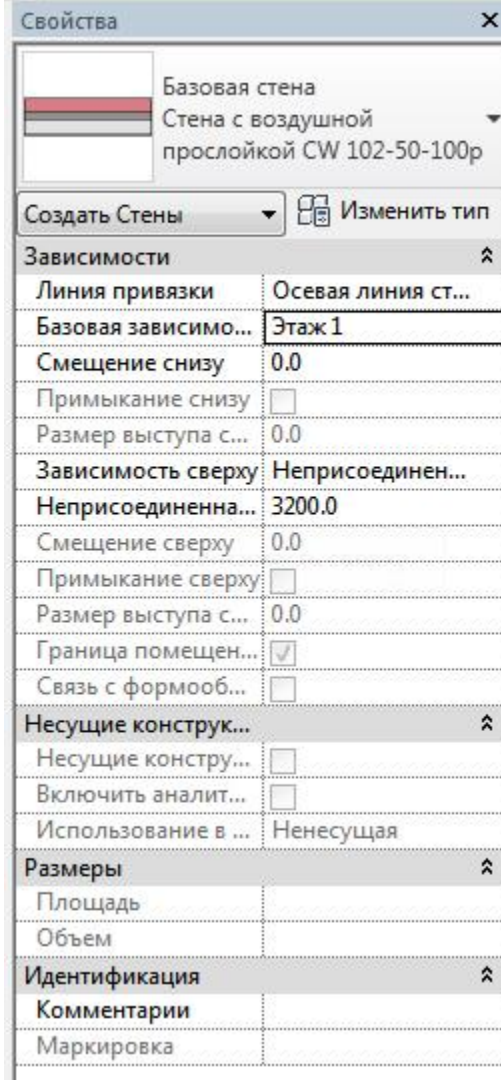 Свойства
Базовая стена
Стена с воздушной
прослойкой CW 102-50-100p
Создать Стены Изменить тип
Зависимости
Линия привязки Осевая линия ст...
Базовая зависимо... Этаж 1
Смещение снизу 0.0
Примыкание снизу
Размер выступа с... 0.0
Зависимость сверху Неприсоединен...
Неприсоединенна... 3200.0
Смещение сверху 0.0
Примыкание сверху
Размер выступа с... 0.0
Граница помещен...
Связь с формооб...
Несущие конструк...
Несущие констру...
Включить аналит...
Использование в ... Ненесущая
Размеры
Площадь
Объем
Идентификация
Комментарии
Маркировка